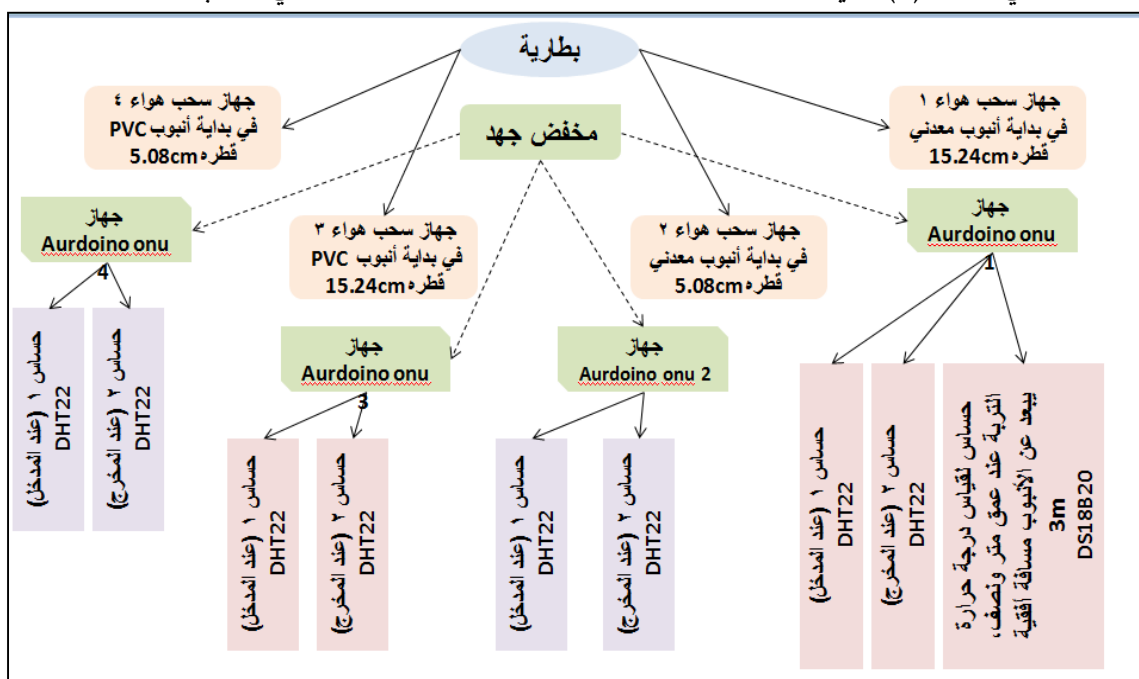 بطارية
جهاز سحب هواء ١
في بداية أنبوب معدني
قطره 15.24cm
جهاز سحب هواء ٤
في بداية أنبوب PVC
قطره 5.08cm
مخفض جهد
جهاز
Aurdoino onu
1
جهاز سحب هواء ٢
في بداية أنبوب معدني
قطره 5.08cm
جهاز سحب هواء ٣
في بداية أنبوب PVC
قطره 15.24cm
جهاز
Aurdoino onu
4
جهاز
Aurdoino onu 2
جهاز
Aurdoino onu
3
حساس لقياس درجة حرارة
التربة عند عمق متر ونصف،
يبعد عن الأنبوب مسافة افقية
3m
DS18B20
حساس ٢ (عند المخرج)
DHT22
حساس ١ (عند المدخل)
DHT22
حساس ٢ (عند المخرج)
DHT22
حساس ١ (عند المدخل)
DHT22
حساس ٢ (عند المخرج)
DHT22
حساس ١ (عند المدخل)
DHT22
حساس ٢ (عند المخرج)
DHT22
حساس ١ (عند المدخل)
DHT22